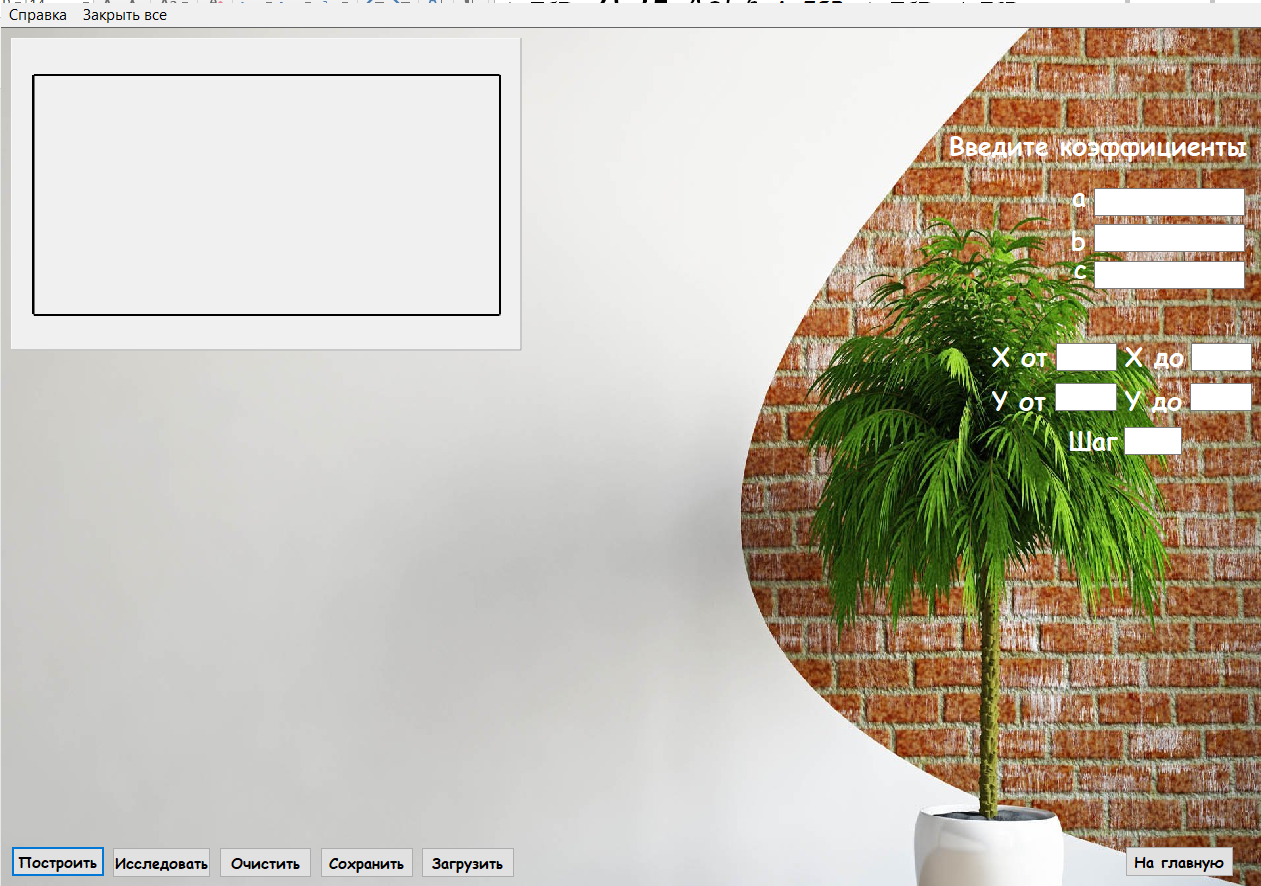 Справка Закрыть все
Введите коэффициенты
a
b
c
X от X до
У от У до
Шаг
Построить Исследовать Очистить Сохранить Загрузить На главную